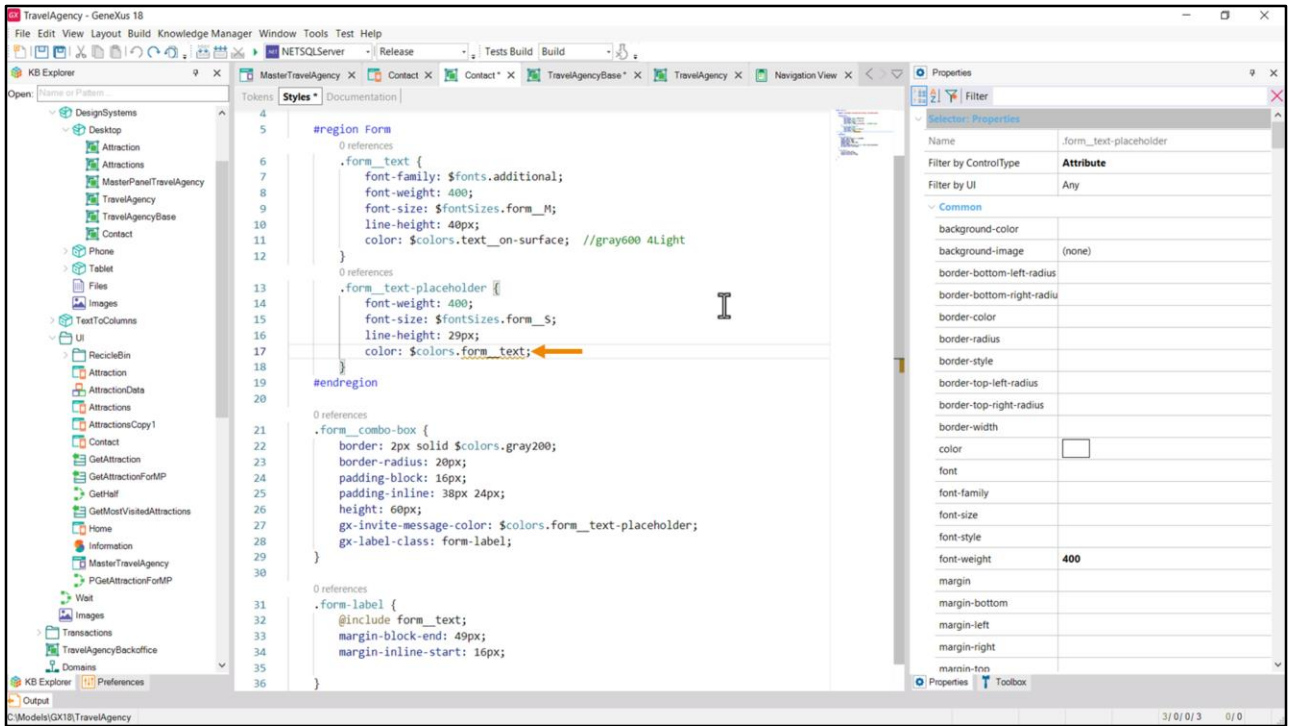 GX TravelAgency - GeneXus 18
File Edit View Layout Build Knowledge Manager Window Tools Test Help
NETSQLServer Release Tests Build Build
KB Explorer
MasterTravelAgency Contact Contact* TravelAgencyBase* TravelAgency Navigation View
Properties
Open: Name or Pattern...
Tokens Styles * Documentation
Filter
DesignSystems
Desktop
Attraction
Attractions
MasterPanelTravelAgency
TravelAgency
TravelAgencyBase
Contact
Phone
Tablet
Files
Images
TextToColumns
UI
RecicleBin
Attraction
AttractionData
Attractions
AttractionsCopy1
Contact
GetAttraction
GetAttractionForMP
GetHalf
GetMostVisitedAttractions
Home
Information
MasterTravelAgency
PGetAttractionForMP
Wait
Images
Transactions
TravelAgencyBackoffice
Domains
KB Explorer Preferences
4
5 #region Form
0 references
6 .form__text {
7 font-family: $fonts.additional;
8 font-weight: 400;
9 font-size: $fontSizes.form__M;
10 line-height: 40px;
11 color: $colors.text__on-surface; //gray600 4Light
12 }
0 references
13 .form__text-placeholder {
14 font-weight: 400;
15 font-size: $fontSizes.form__S;
16 line-height: 29px;
17 color: $colors.form__text;
18 }
19 #endregion
20
0 references
21 .form__combo-box {
22 border: 2px solid $colors.gray200;
23 border-radius: 20px;
24 padding-block: 16px;
25 padding-inline: 38px 24px;
26 height: 60px;
27 gx-invite-message-color: $colors.form__text-placeholder;
28 gx-label-class: form-label;
29 }
30
0 references
31 .form-label {
32 @include form__text;
33 margin-block-end: 49px;
34 margin-inline-start: 16px;
35
36 }
Selector: Properties
Name .form__text-placeholder
Filter by ControlType Attribute
Filter by UI Any
Common
background-color
background-image (none)
border-bottom-left-radius
border-bottom-right-radiu
border-color
border-radius
border-style
border-top-left-radius
border-top-right-radius
border-width
color
font
font-family
font-size
font-style
font-weight 400
margin
margin-bottom
margin-left
margin-right
margin-top
Properties Toolbox
Output
C:\Models\GX18\TravelAgency 3/0/0/3 0/0